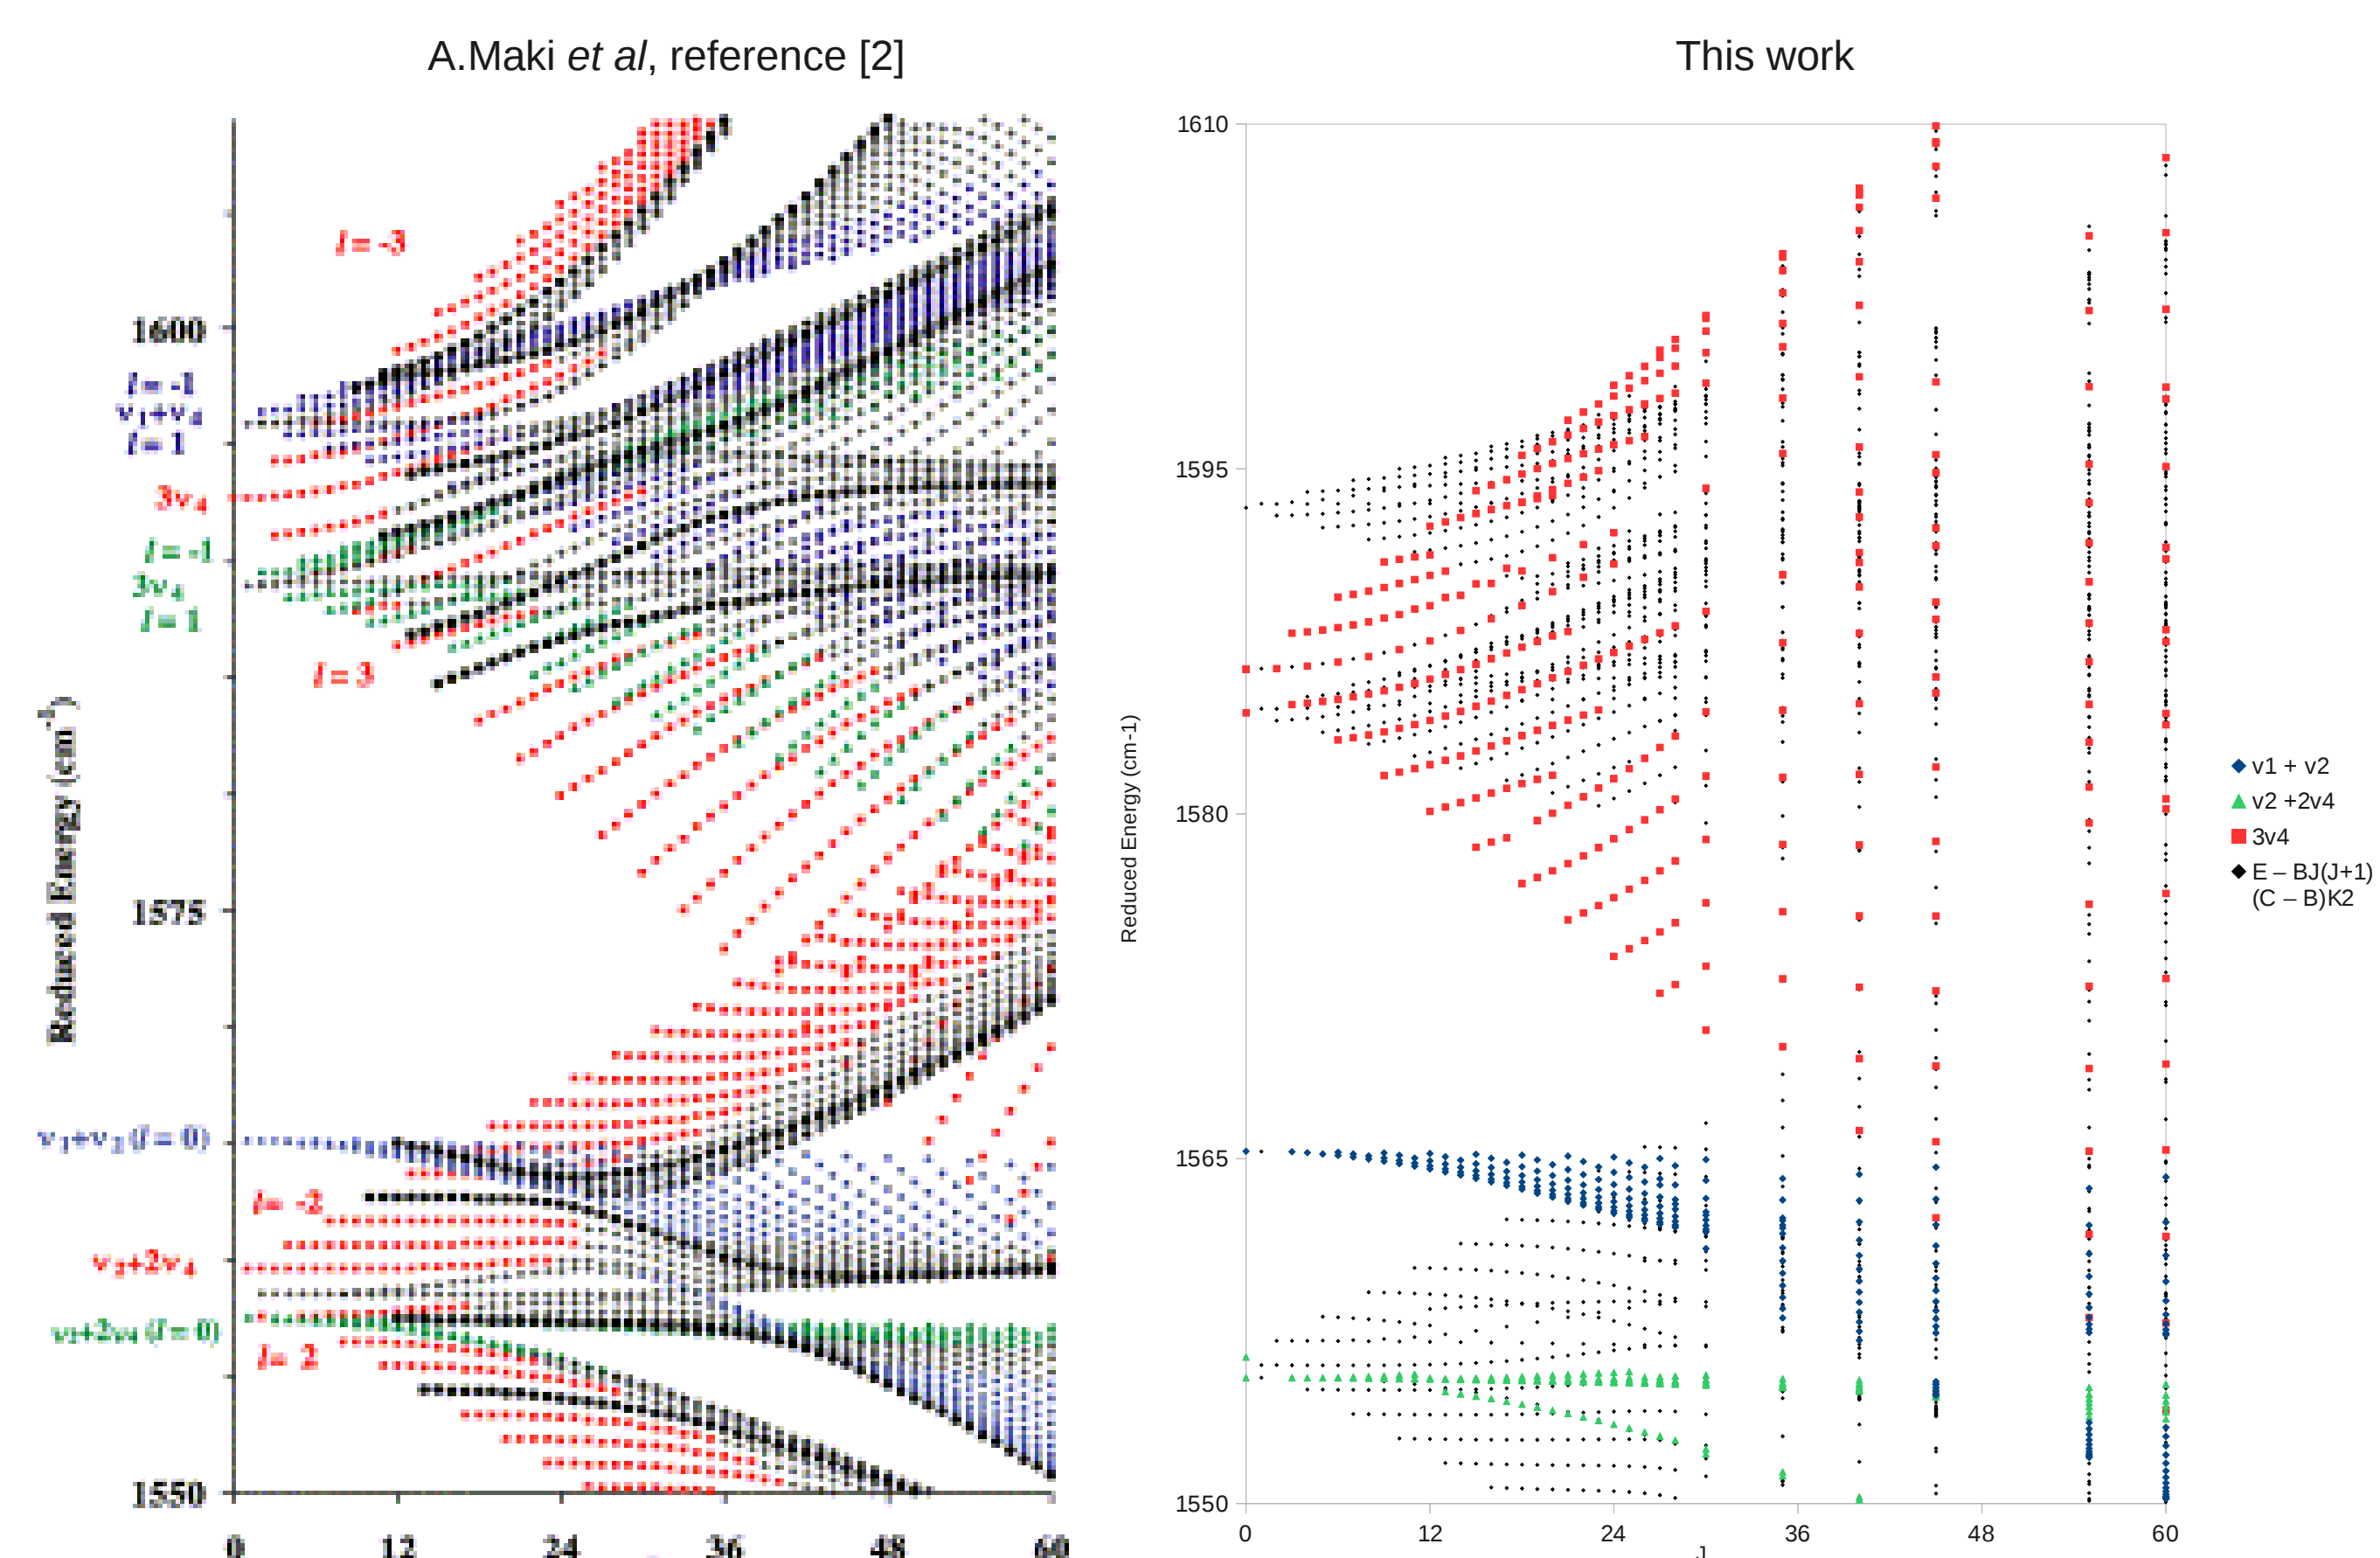 A.Maki et al, reference [2]
This work
Reduced Energy (cm-1)
1600
1575
1550
l = -3
l = -1
ν1+ν2
l = 1
3ν4
l = -1
3ν4
l = 1
l = 3
ν1+ν2 (l = 0)
l = -2
ν2+2ν4
ν2+2ν4 (l = 0)
l = 2
0 12 24 36 48 60
Reduced Energy (cm-1)
1610
1595
1580
1565
1550
0 12 24 36 48 60
J
v1 + v2
v2 +2v4
3v4
E – BJ(J+1)
(C – B)K2